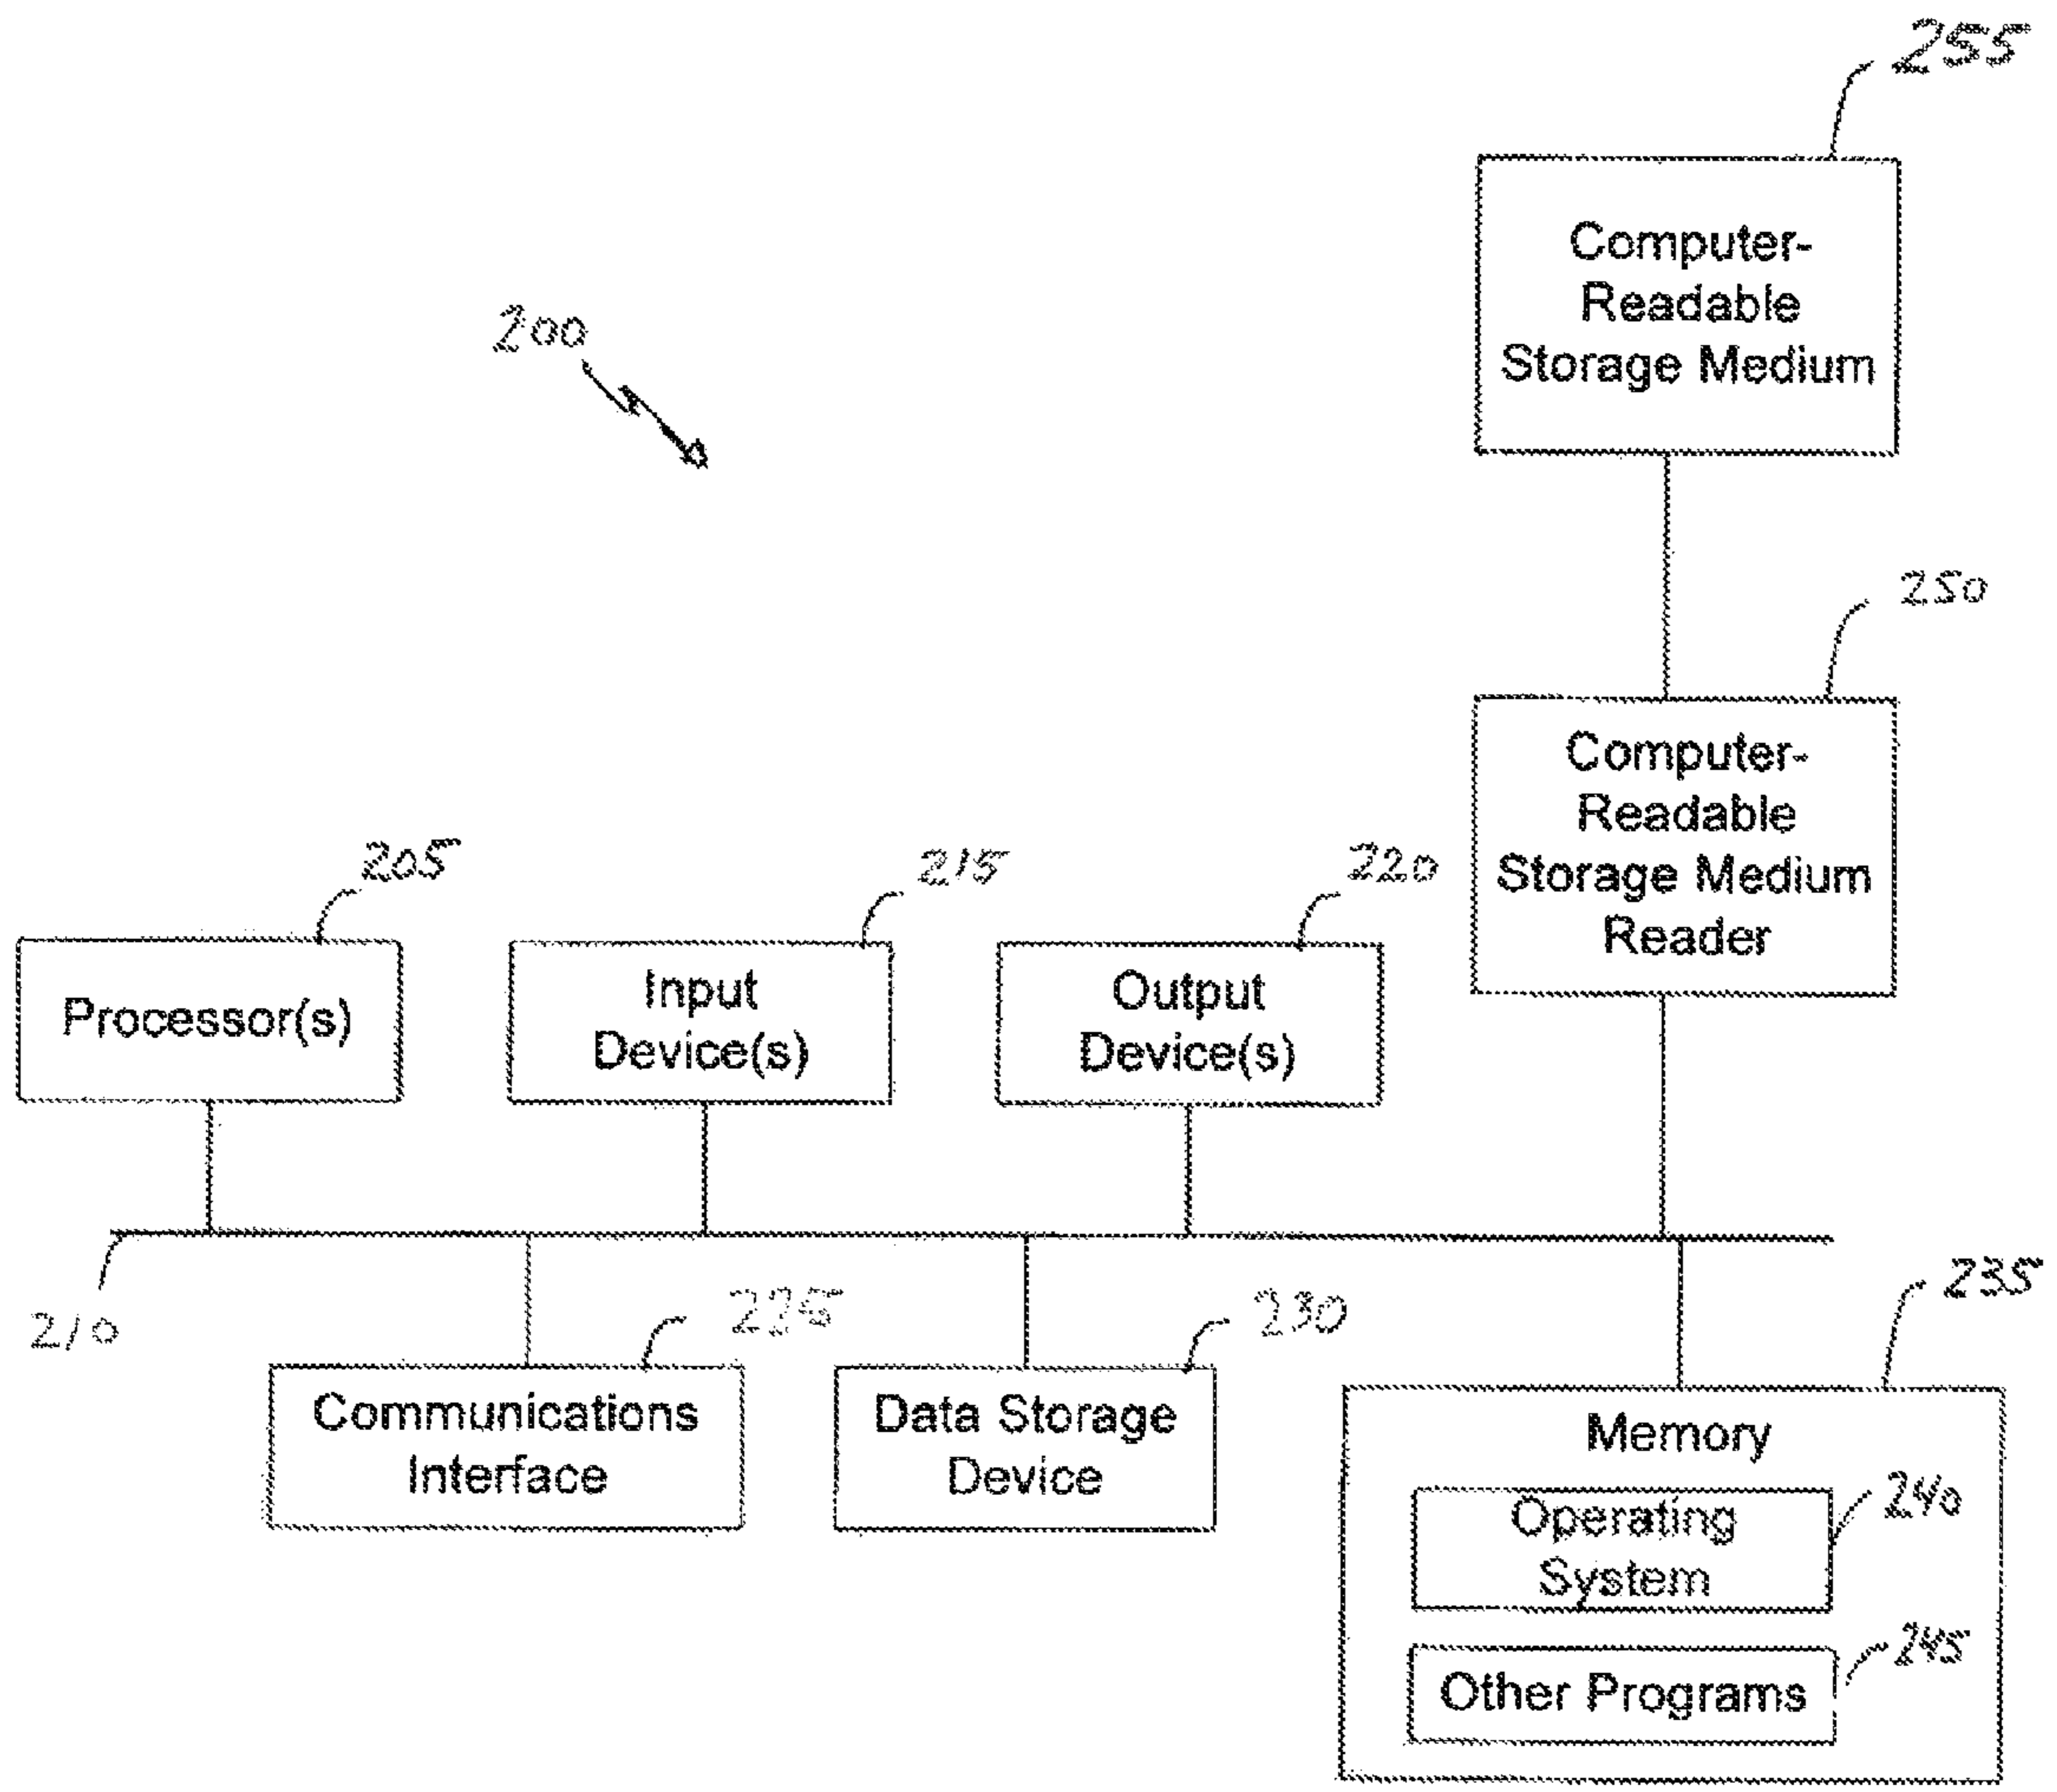 255
Computer-
Readable
Storage Medium
200
250
Computer-
Readable
Storage Medium
Reader
205
Processor(s)
215
Input
Device(s)
220
Output
Device(s)
210
225
Communications
Interface
230
Data Storage
Device
235
Memory
Operating
System
240
Other Programs
245